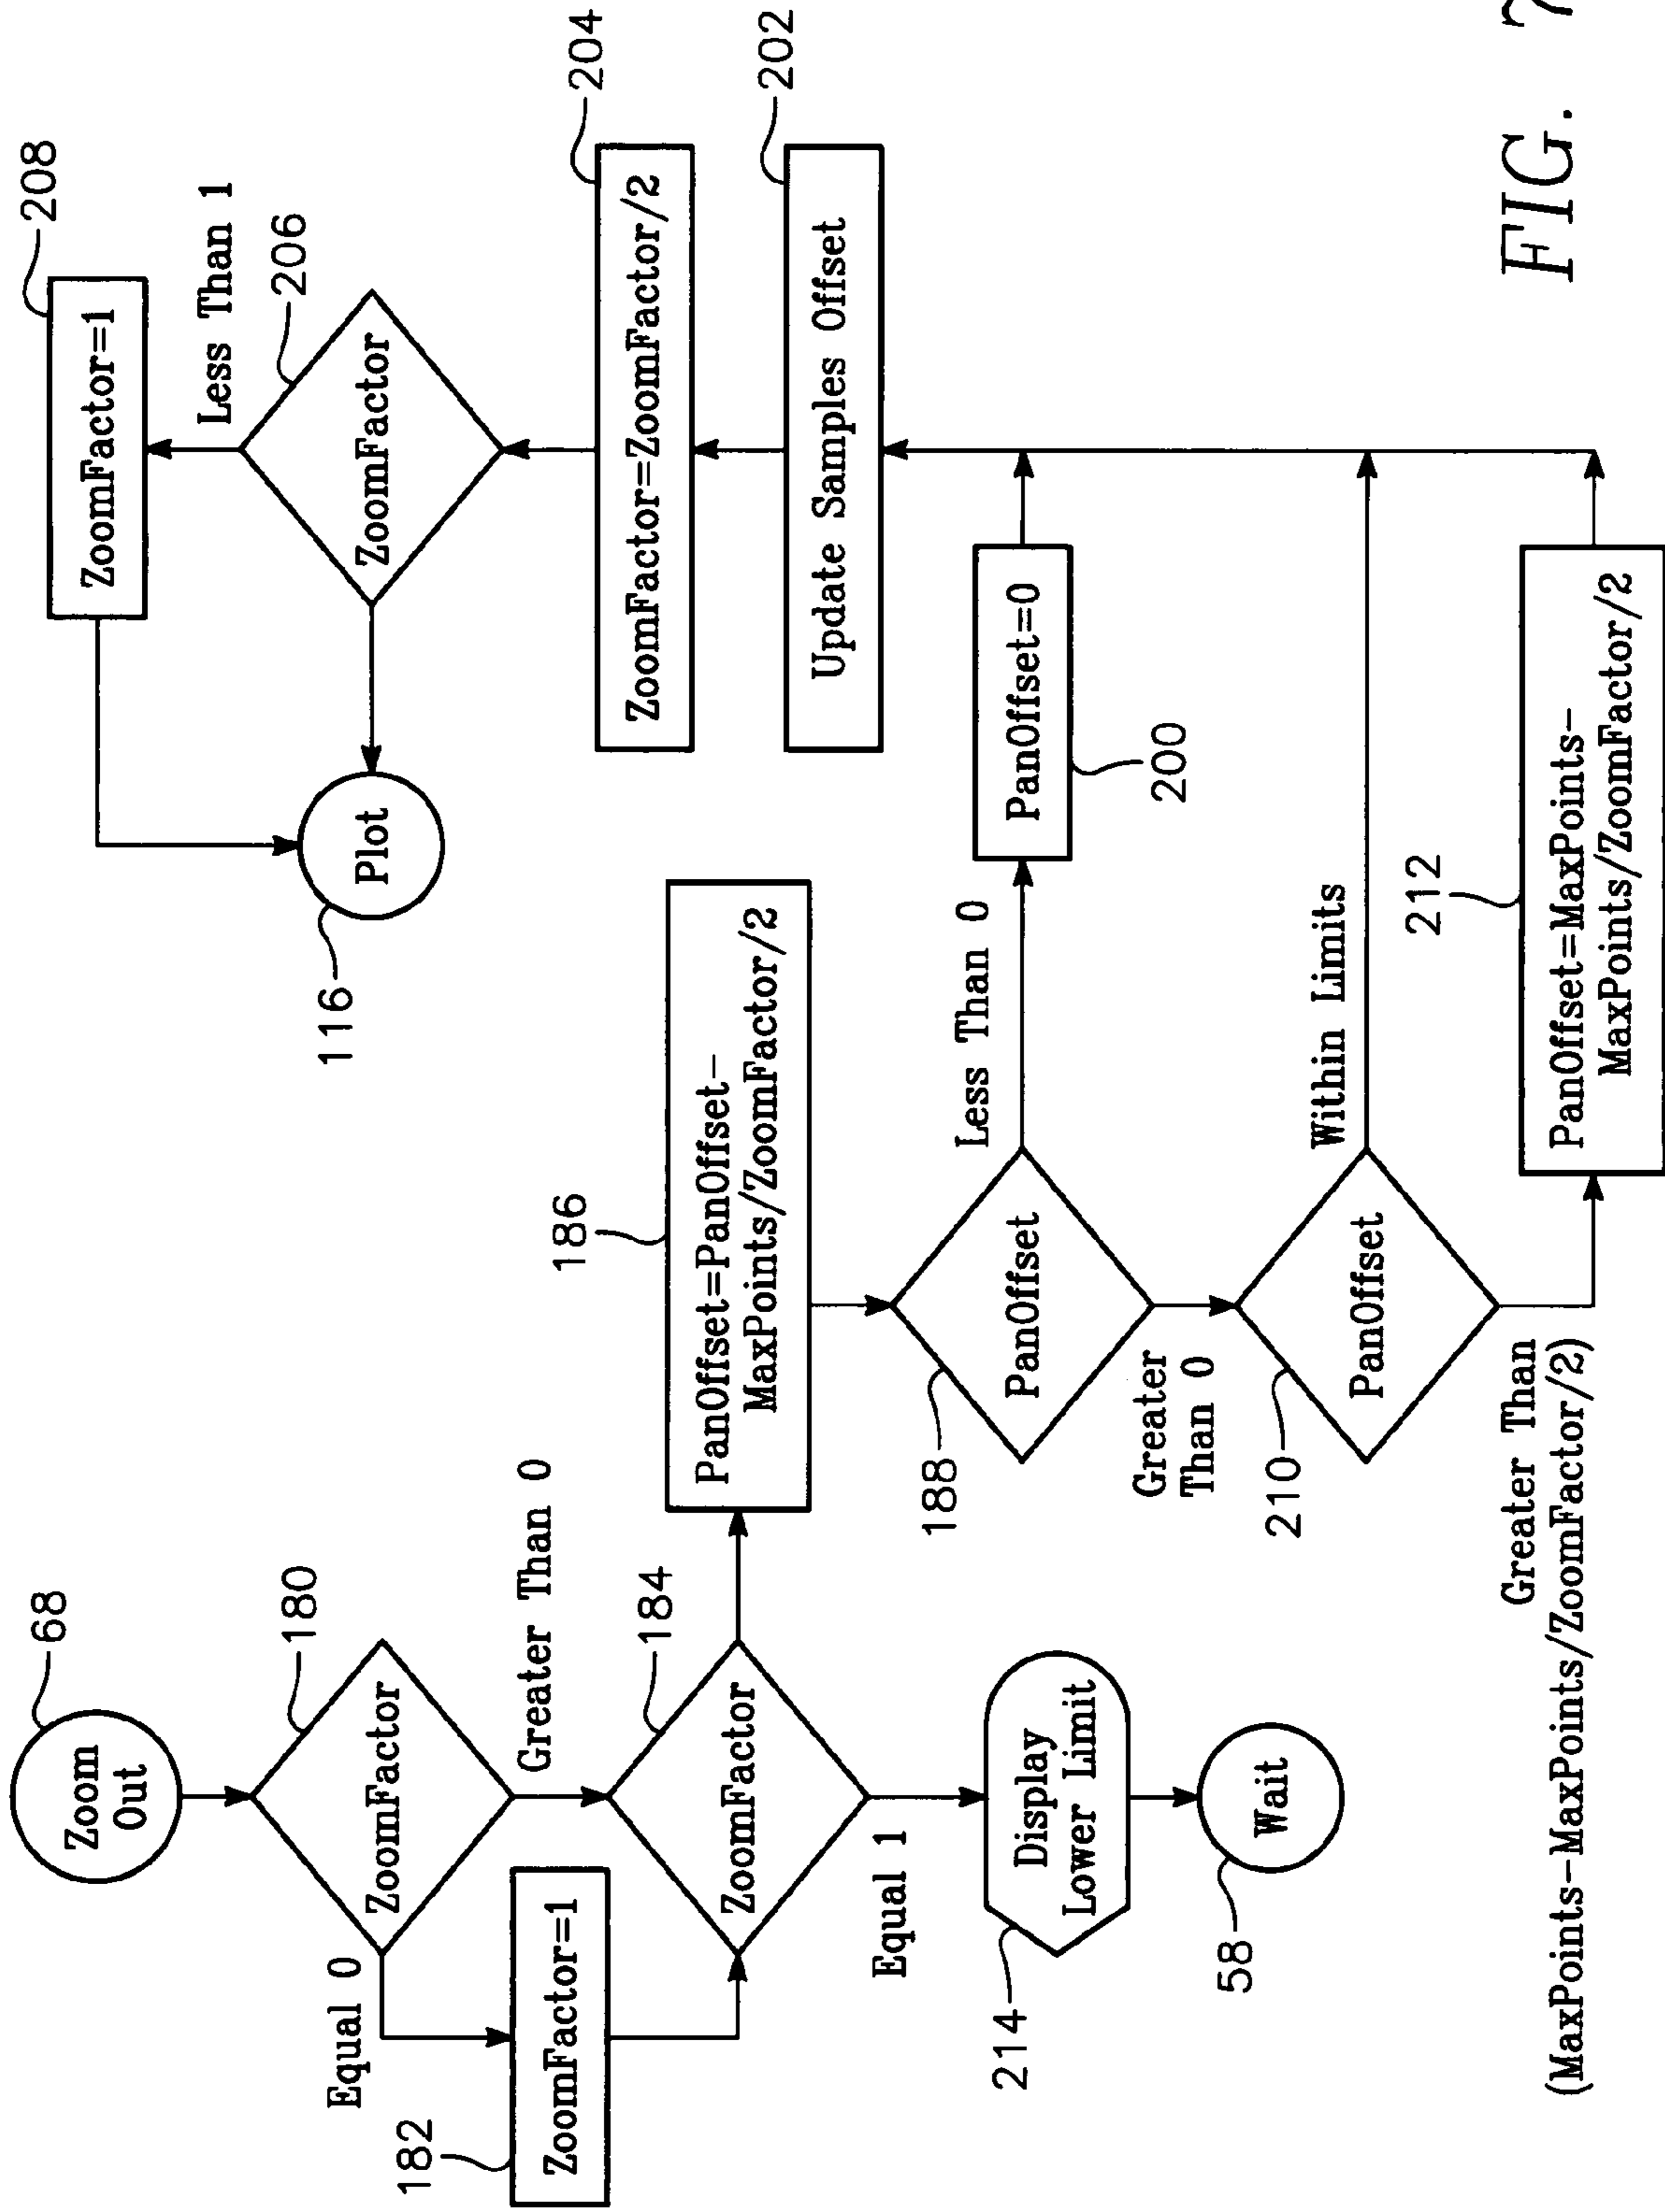 68
Zoom
Out
180
ZoomFactor
Equal 0
182
ZoomFactor=1
Greater Than 0
184
ZoomFactor
Equal 1
214
Display
Lower Limit
58
Wait
186
PanOffset=PanOffset-
MaxPoints/ZoomFactor/2
188
PanOffset
Less Than 0
PanOffset=0
200
Greater
Than 0
210
PanOffset
Within Limits
Greater Than
(MaxPoints-MaxPoints/ZoomFactor/2)
212
PanOffset=MaxPoints-
MaxPoints/ZoomFactor/2
202
Update Samples Offset
204
ZoomFactor=ZoomFactor/2
206
ZoomFactor
Less Than 1
208
ZoomFactor=1
116
Plot
FIG. 7